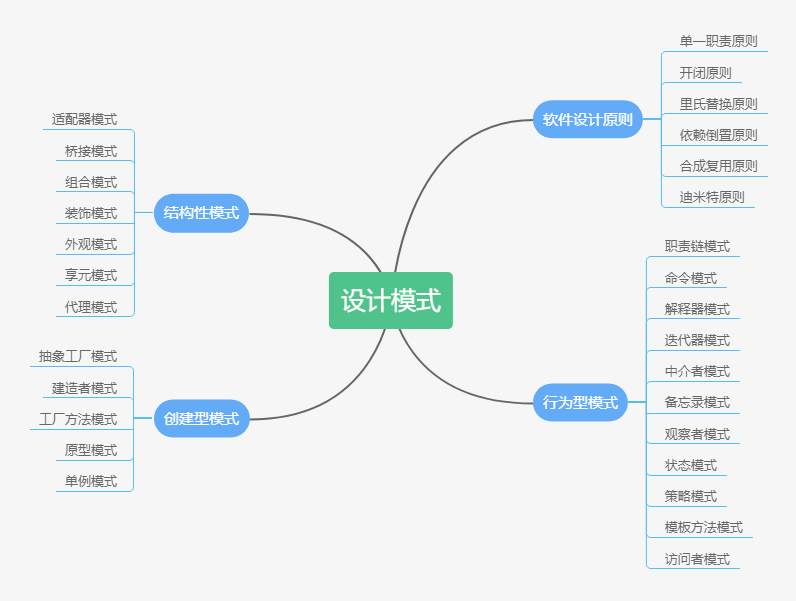 设计模式
软件设计原则
单一职责原则
开闭原则
里氏替换原则
依赖倒置原则
合成复用原则
迪米特原则
行为型模式
职责链模式
命令模式
解释器模式
迭代器模式
中介者模式
备忘录模式
观察者模式
状态模式
策略模式
模板方法模式
访问者模式
结构性模式
适配器模式
桥接模式
组合模式
装饰模式
外观模式
享元模式
代理模式
创建型模式
抽象工厂模式
建造者模式
工厂方法模式
原型模式
单例模式